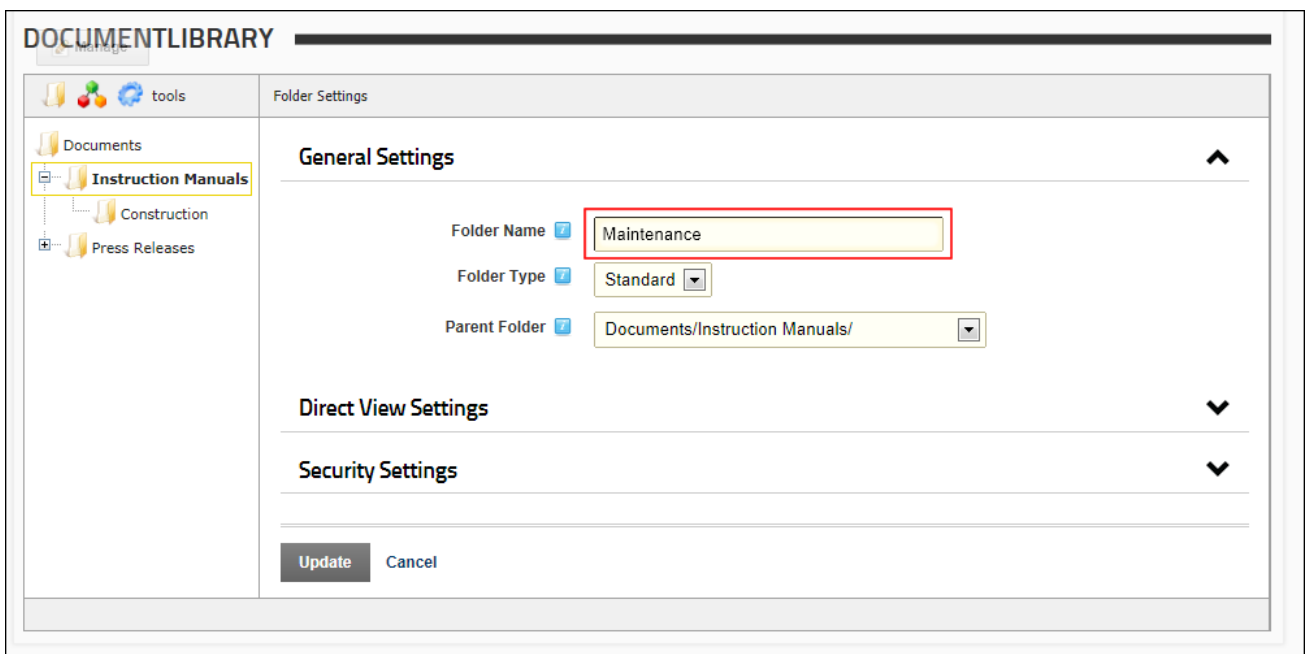 DOCUMENTLIBRARY
Manage
tools
Folder Settings
Documents
Instruction Manuals
Construction
Press Releases
General Settings
Folder Name
Maintenance
Folder Type
Standard
Parent Folder
Documents/Instruction Manuals/
Direct View Settings
Security Settings
Update Cancel